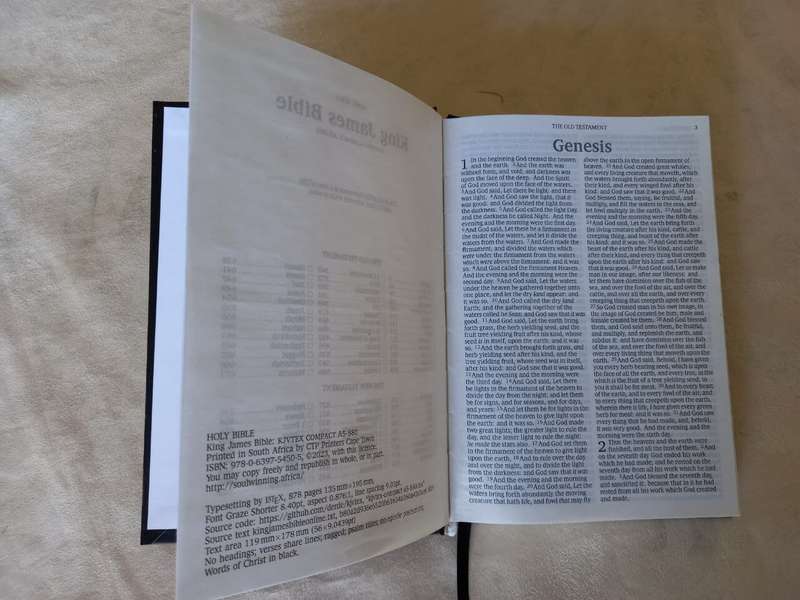 HOLY BIBLE
King James Bible: KJVTEX COMPACT A5-880
Printed in South Africa by CTP Printers Cape Town
ISBN: 978-0-6397-5450-5, ©2023, with this licence.
You may copy freely and republish in whole, or in part.
http://soulwinning.africa/
Typesetting by LATEX, 878 pages 135 mm × 195 mm.
Font Graze Shorter 8.40pt, aspect 0.876:1, line spacing 9.03pt.
Source code: https://github.com/derdc/kjvtex,
Source text kingjamesbibleonline.txt,
Text area 119 mm × 178 mm (56 × 9.0439pt)
No headings; verses share lines; ragged; psalm titles;
Words of Christ in black.
THE OLD TESTAMENT 3
Genesis
1 In the beginning God created the heaven
and the earth. 2 And the earth was
without form, and void; and darkness was
upon the face of the deep. And the Spirit
of God moved upon the face of the waters.
3 And God said, Let there be light: and there
was light. 4 And God saw the light, that it
was good: and God divided the light from
the darkness. 5 And God called the light Day,
and the darkness he called Night. And the
evening and the morning were the first day.
6 And God said, Let there be a firmament in
the midst of the waters, and let it divide the
waters from the waters. 7 And God made the
firmament, and divided the waters which
were under the firmament from the waters
which were above the firmament: and it was
so. 8 And God called the firmament Heaven.
And the evening and the morning were the
second day. 9 And God said, Let the waters
under the heaven be gathered together unto
one place, and let the dry land appear: and
it was so. 10 And God called the dry land
Earth; and the gathering together of the
waters called he Seas: and God saw that it was
good. 11 And God said, Let the earth bring
forth grass, the herb yielding seed, and the
fruit tree yielding fruit after his kind, whose
seed is in itself, upon the earth: and it was
so. 12 And the earth brought forth grass, and
herb yielding seed after his kind, and the
tree yielding fruit, whose seed was in itself,
after his kind: and God saw that it was good.
13 And the evening and the morning were
the third day. 14 And God said, Let there
be lights in the firmament of the heaven to
divide the day from the night; and let them
be for signs, and for seasons, and for days,
and years: 15 And let them be for lights in the
firmament of the heaven to give light upon
the earth: and it was so. 16 And God made
two great lights; the greater light to rule the
day, and the lesser light to rule the night:
he made the stars also. 17 And God set them
in the firmament of the heaven to give light
upon the earth, 18 And to rule over the day
and over the night, and to divide the light
from the darkness: and God saw that it was
good. 19 And the evening and the morning
were the fourth day. 20 And God said, Let the
waters bring forth abundantly the moving
creature that hath life, and fowl that may fly
above the earth in the open firmament of
heaven. 21 And God created great whales,
and every living creature that moveth, which
the waters brought forth abundantly, after
their kind, and every winged fowl after his
kind: and God saw that it was good. 22 And
God blessed them, saying, Be fruitful, and
multiply, and fill the waters in the seas, and
let fowl multiply in the earth. 23 And the
evening and the morning were the fifth day.
24 And God said, Let the earth bring forth
the living creature after his kind, cattle, and
creeping thing, and beast of the earth after
his kind: and it was so. 25 And God made the
beast of the earth after his kind, and cattle
after their kind, and every thing that creepeth
upon the earth after his kind: and God saw
that it was good. 26 And God said, Let us make
man in our image, after our likeness: and
let them have dominion over the fish of the
sea, and over the fowl of the air, and over the
cattle, and over all the earth, and over every
creeping thing that creepeth upon the earth.
27 So God created man in his own image, in
the image of God created he him; male and
female created he them. 28 And God blessed
them, and God said unto them, Be fruitful,
and multiply, and replenish the earth, and
subdue it: and have dominion over the fish
of the sea, and over the fowl of the air, and
over every living thing that moveth upon the
earth. 29 And God said, Behold, I have given
you every herb bearing seed, which is upon
the face of all the earth, and every tree, in the
which is the fruit of a tree yielding seed; to
you it shall be for meat. 30 And to every beast
of the earth, and to every fowl of the air, and
to every thing that creepeth upon the earth,
wherein there is life, I have given every green
herb for meat: and it was so. 31 And God saw
every thing that he had made, and, behold,
it was very good. And the evening and the
morning were the sixth day.
2 Thus the heavens and the earth were
finished, and all the host of them. 2 And
on the seventh day God ended his work
which he had made; and he rested on the
seventh day from all his work which he had
made. 3 And God blessed the seventh day,
and sanctified it: because that in it he had
rested from all his work which God created
and made.